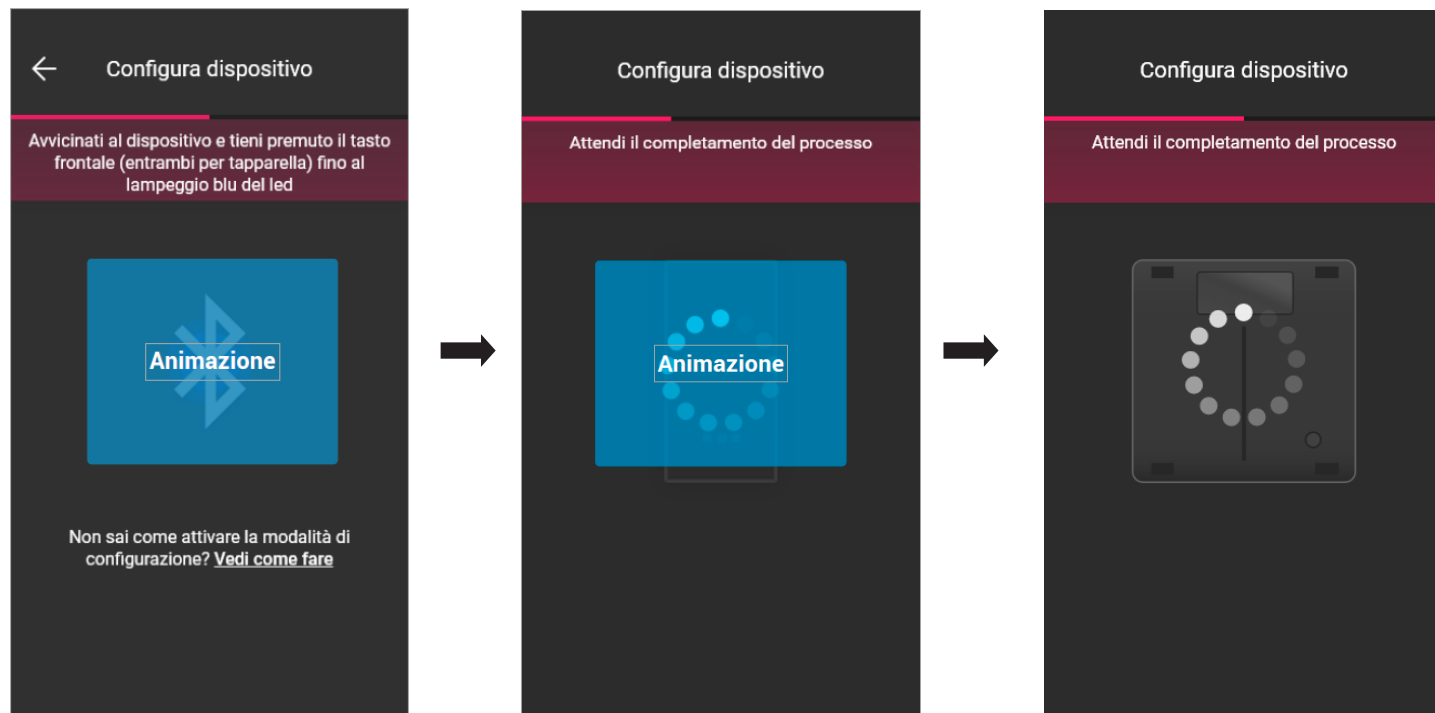 Configura dispositivo
Avvicinati al dispositivo e tieni premuto il tasto
frontale (entrambi per tapparella) fino al
lampeggio blu del led
Animazione
Non sai come attivare la modalità di
configurazione? Vedi come fare
Configura dispositivo
Attendi il completamento del processo
Animazione
Configura dispositivo
Attendi il completamento del processo